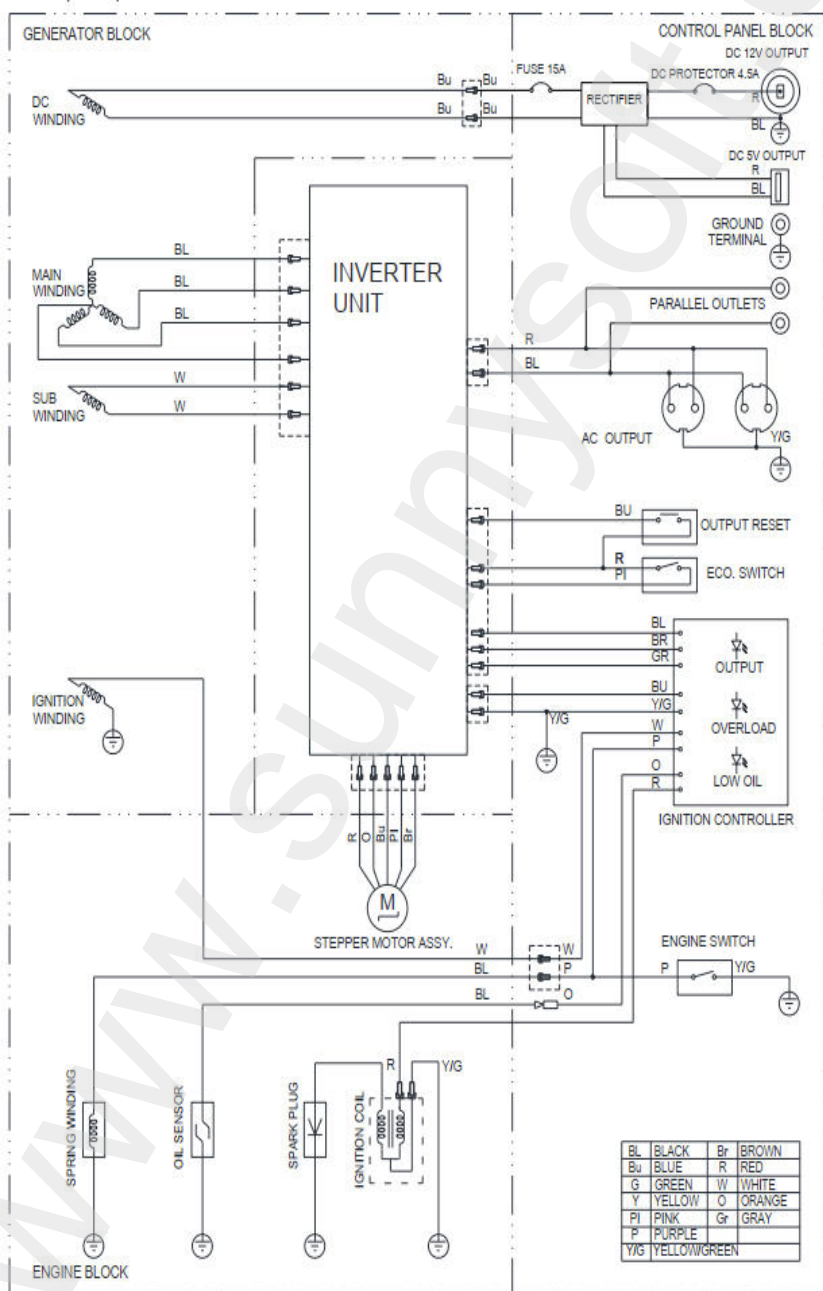 GENERATOR BLOCK
CONTROL PANEL BLOCK
DC 12V OUTPUT
FUSE 15A
DC PROTECTOR 4.5A
Bu Bu
R
DC
WINDING
Bu Bu
RECTIFIER
BL
DC 5V OUTPUT
R
BL
GROUND
TERMINAL
MAIN
WINDING
BL
BL
BL
INVERTER
UNIT
PARALLEL OUTLETS
R
BL
SUB
WINDING
W
W
AC OUTPUT
Y/G
BU
OUTPUT RESET
R
PI
ECO. SWITCH
BL
BR
GR
OUTPUT
BU
Y/G
Y/G
OVERLOAD
W
P
O
R
LOW OIL
IGNITION CONTROLLER
IGNITION
WINDING
R O Bu PI Br
M
STEPPER MOTOR ASSY.
W W
BL P
ENGINE SWITCH
P Y/G
BL O
R Y/G
SPRING WINDING
OIL SENSOR
SPARK PLUG
IGNITION COIL
BL BLACK Br BROWN
Bu BLUE R RED
G GREEN W WHITE
Y YELLOW O ORANGE
PI PINK Gr GRAY
P PURPLE
Y/G YELLOW/GREEN
ENGINE BLOCK
www.sunnysoft.